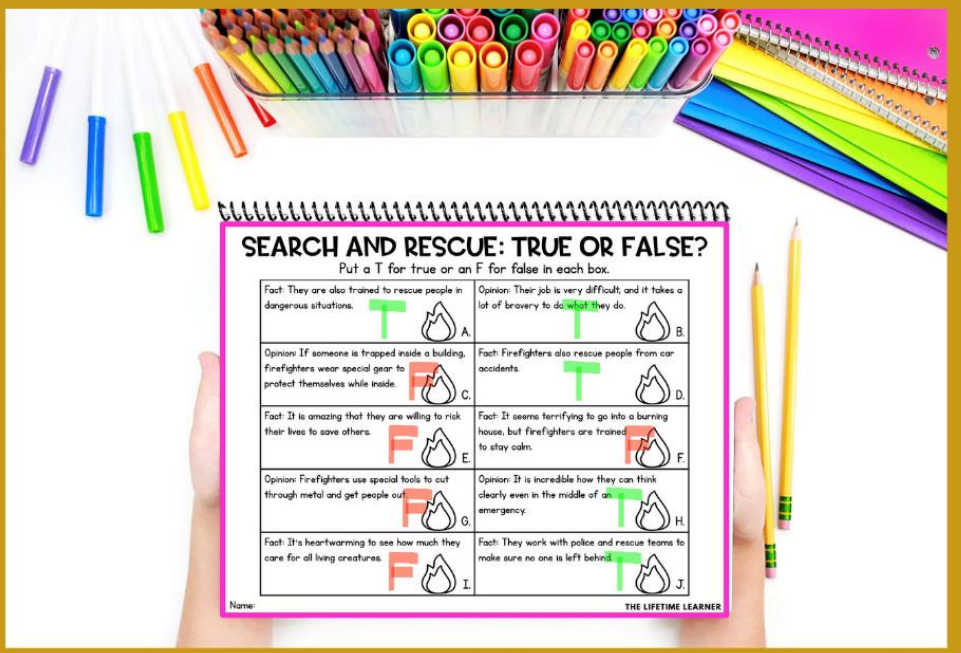 SEARCH AND RESCUE: TRUE OR FALSE?
Put a T for true or an F for false in each box.
Fact: They are also trained to rescue people in
dangerous situations.
T
A.
Opinion: Their job is very difficult, and it takes a
lot of bravery to do what they do.
T
B.
Opinion: If someone is trapped inside a building,
firefighters wear special gear to
protect themselves while inside.
F
C.
Fact: Firefighters also rescue people from car
accidents.
T
D.
Fact: It is amazing that they are willing to risk
their lives to save others.
F
E.
Fact: It seems terrifying to go into a burning
house, but firefighters are trained
to stay calm.
F
F.
Opinion: Firefighters use special tools to cut
through metal and get people out.
F
G.
Opinion: It is incredible how they can think
clearly even in the middle of an
emergency.
T
H.
Fact: It's heartwarming to see how much they
care for all living creatures.
F
I.
Fact: They work with police and rescue teams to
make sure no one is left behind.
T
J.
Name:
THE LIFETIME LEARNER